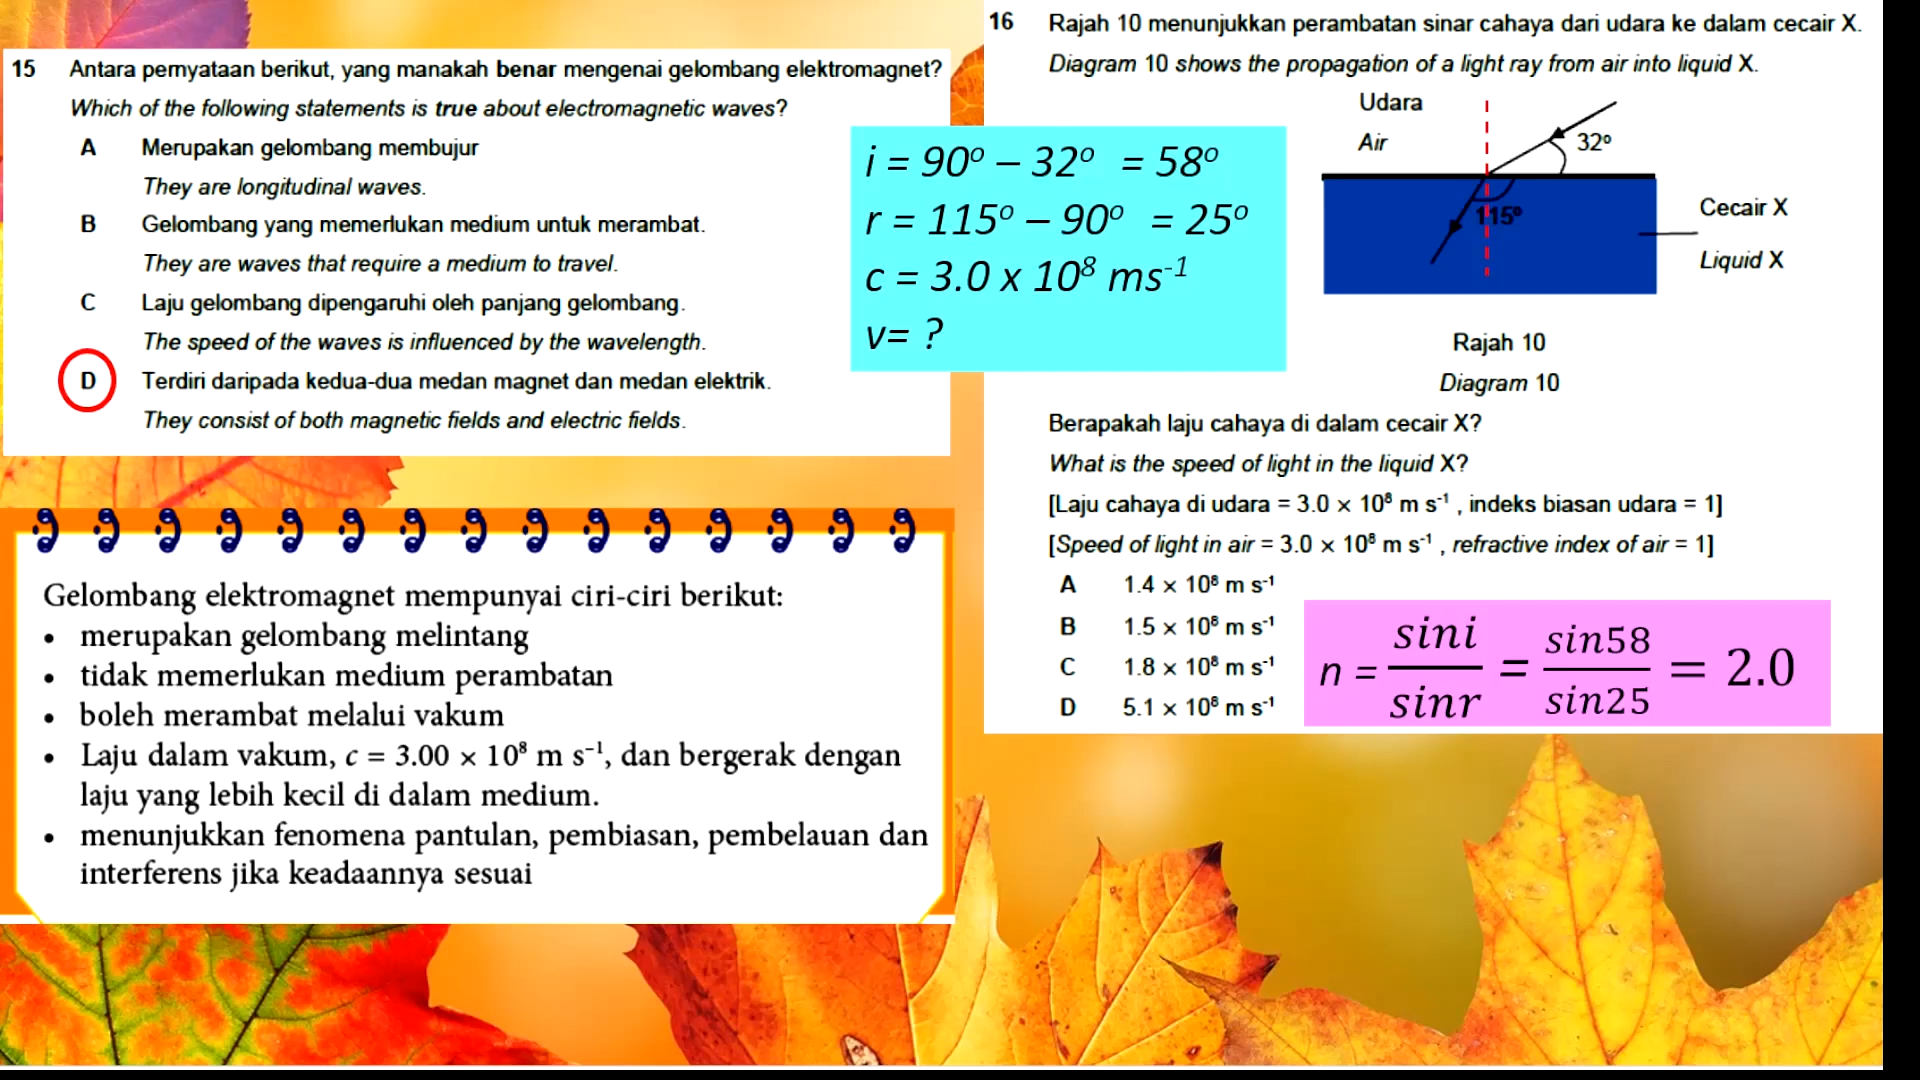 15 Antara pernyataan berikut, yang manakah benar mengenai gelombang elektromagnet?
Which of the following statements is true about electromagnetic waves?
A Merupakan gelombang membujur
They are longitudinal waves.
B Gelombang yang memerlukan medium untuk merambat.
They are waves that require a medium to travel.
C Laju gelombang dipengaruhi oleh panjang gelombang.
The speed of the waves is influenced by the wavelength.
D Terdiri daripada kedua-dua medan magnet dan medan elektrik.
They consist of both magnetic fields and electric fields.
Gelombang elektromagnet mempunyai ciri-ciri berikut:
• merupakan gelombang melintang
• tidak memerlukan medium perambatan
• boleh merambat melalui vakum
• Laju dalam vakum, c = 3.00 × 10⁸ m s⁻¹, dan bergerak dengan
laju yang lebih kecil di dalam medium.
• menunjukkan fenomena pantulan, pembiasan, pembelauan dan
interferens jika keadaannya sesuai
16 Rajah 10 menunjukkan perambatan sinar cahaya dari udara ke dalam cecair X.
Diagram 10 shows the propagation of a light ray from air into liquid X.
Udara
Air
32º
115º
Cecair X
Liquid X
Rajah 10
Diagram 10
i = 90º – 32º = 58º
r = 115º – 90º = 25º
c = 3.0 x 10⁸ ms⁻¹
v= ?
Berapakah laju cahaya di dalam cecair X?
What is the speed of light in the liquid X?
[Laju cahaya di udara = 3.0 × 10⁸ m s⁻¹ , indeks biasan udara = 1]
[Speed of light in air = 3.0 × 10⁸ m s⁻¹ , refractive index of air = 1]
A 1.4 × 10⁸ m s⁻¹
B 1.5 × 10⁸ m s⁻¹
C 1.8 × 10⁸ m s⁻¹
D 5.1 × 10⁸ m s⁻¹
n = sini/sinr = sin58/sin25 = 2.0